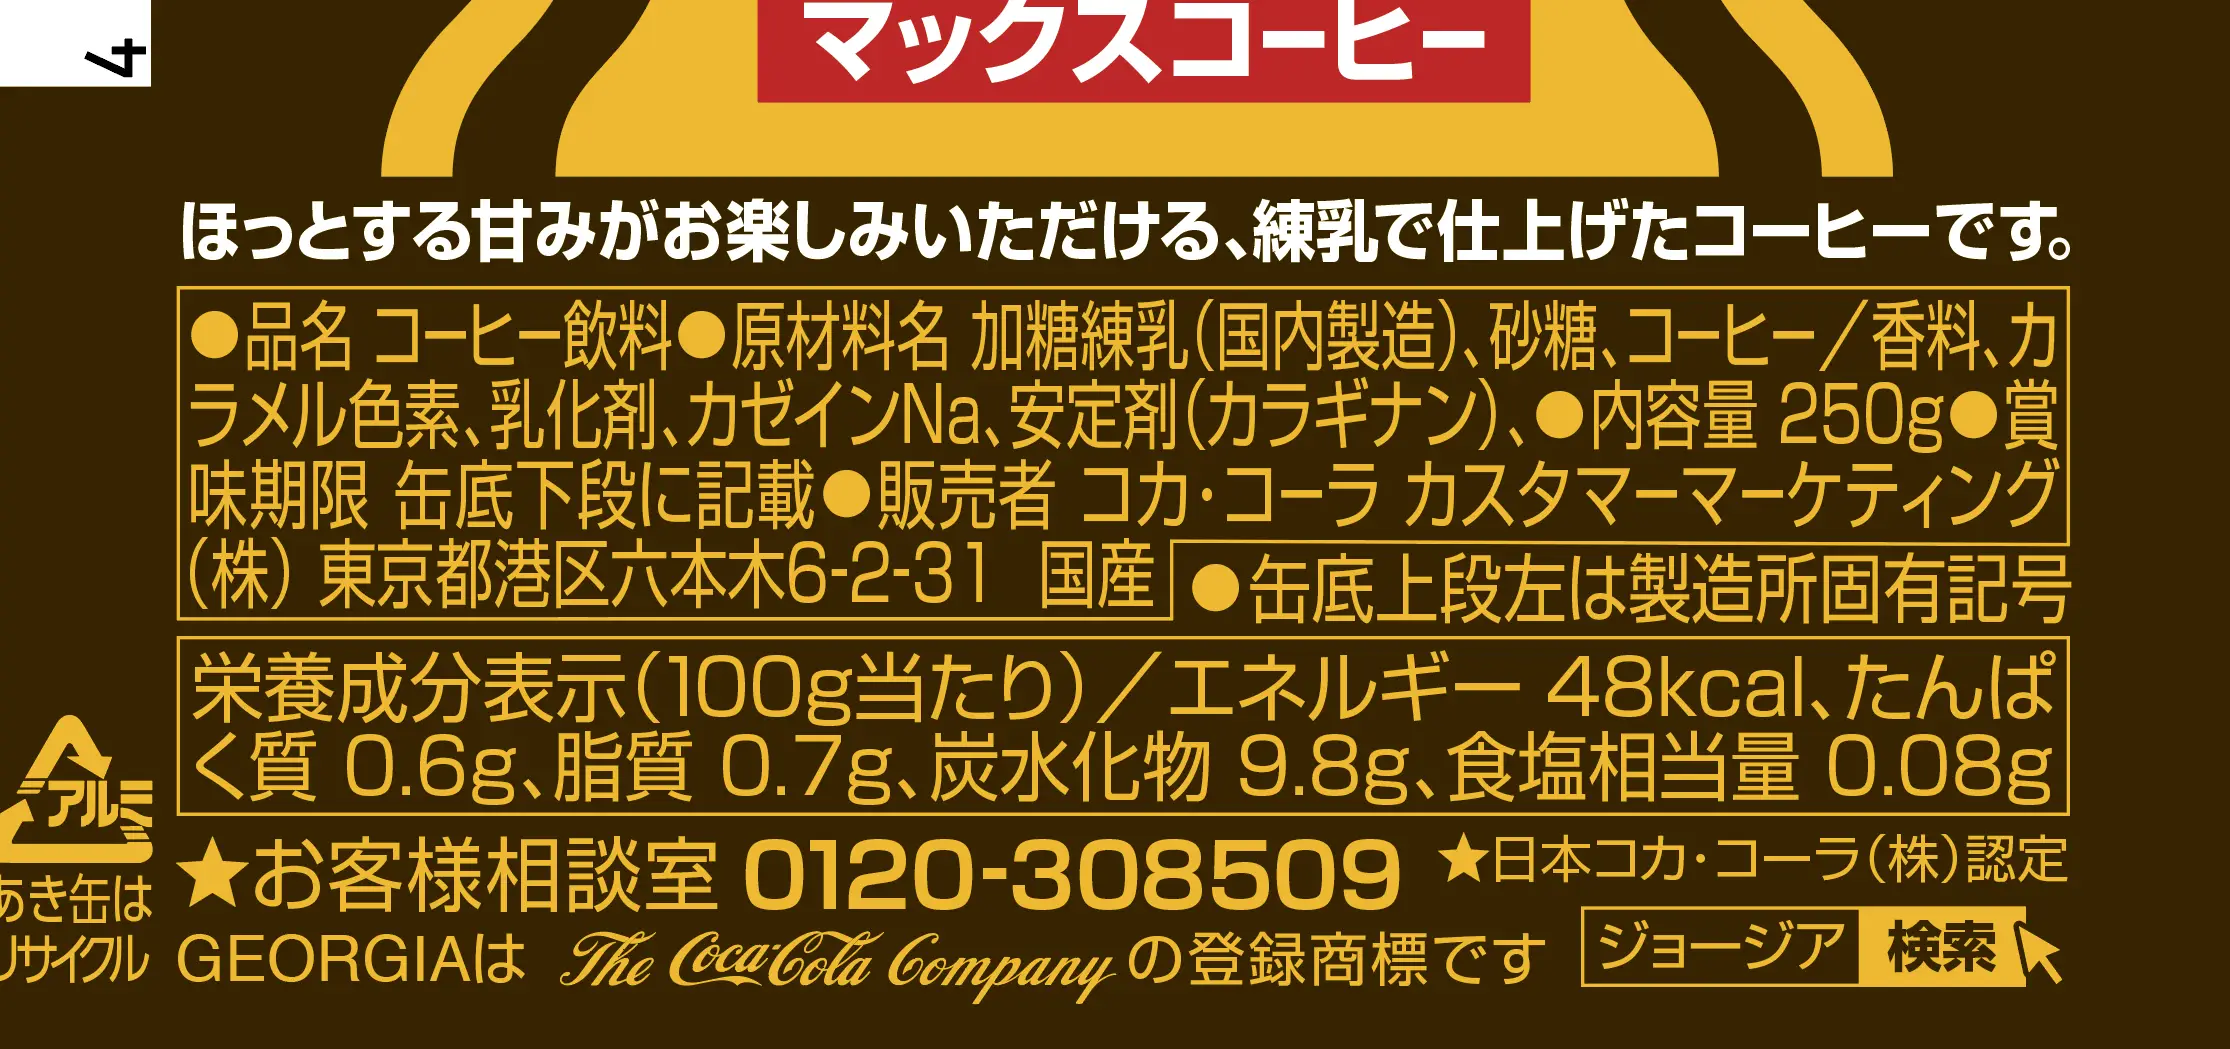 4
マックスコーヒー
ほっとする甘みがお楽しみいただける、練乳で仕上げたコーヒーです。
●品名 コーヒー飲料●原材料名 加糖練乳(国内製造)、砂糖、コーヒー/香料、カ
ラメル色素、乳化剤、カゼインNa、安定剤(カラギナン)、●内容量 250g●賞
味期限 缶底下段に記載●販売者 コカ・コーラ カスタマーマーケティング
(株) 東京都港区六本木6-2-31 国産
●缶底上段左は製造所固有記号
栄養成分表示(100g当たり)/エネルギー 48kcal、たんぱ
く質 0.6g、脂質 0.7g、炭水化物 9.8g、食塩相当量 0.08g
アルミ
あき缶は
リサイクル
★お客様相談室 0120-308509
★日本コカ・コーラ(株)認定
GEORGIAは The Coca-Cola Company の登録商標です
ジョージア 検索